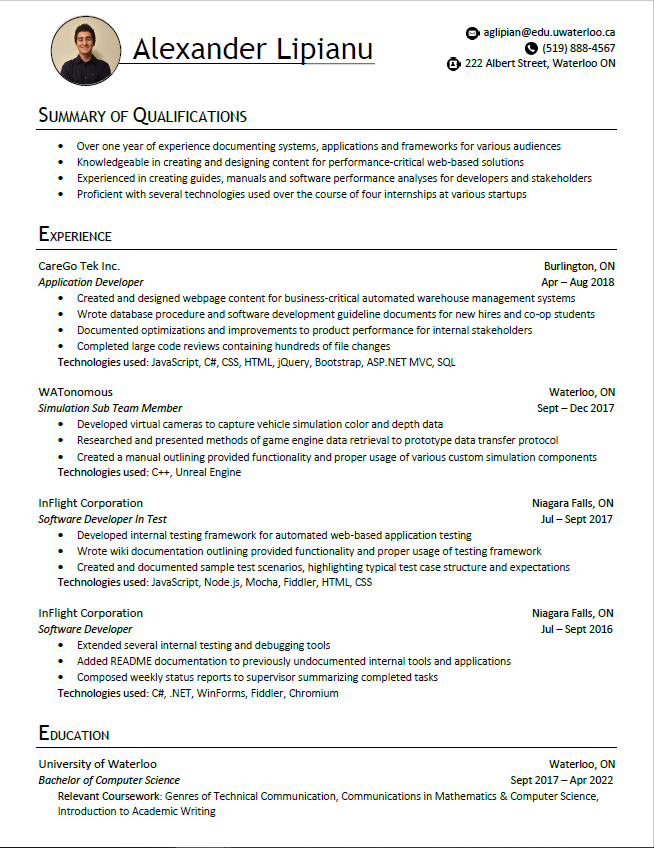 Alexander Lipianu
aglipian@edu.uwaterloo.ca
(519) 888-4567
222 Albert Street, Waterloo ON
Summary of Qualifications
• Over one year of experience documenting systems, applications and frameworks for various audiences
• Knowledgeable in creating and designing content for performance-critical web-based solutions
• Experienced in creating guides, manuals and software performance analyses for developers and stakeholders
• Proficient with several technologies used over the course of four internships at various startups
Experience
CareGo Tek Inc. Burlington, ON
Application Developer Apr – Aug 2018
• Created and designed webpage content for business-critical automated warehouse management systems
• Wrote database procedure and software development guideline documents for new hires and co-op students
• Documented optimizations and improvements to product performance for internal stakeholders
• Completed large code reviews containing hundreds of file changes
Technologies used: JavaScript, C#, CSS, HTML, jQuery, Bootstrap, ASP.NET MVC, SQL
WATonomous Waterloo, ON
Simulation Sub Team Member Sept – Dec 2017
• Developed virtual cameras to capture vehicle simulation color and depth data
• Researched and presented methods of game engine data retrieval to prototype data transfer protocol
• Created a manual outlining provided functionality and proper usage of various custom simulation components
Technologies used: C++, Unreal Engine
InFlight Corporation Niagara Falls, ON
Software Developer In Test Jul – Sept 2017
• Developed internal testing framework for automated web-based application testing
• Wrote wiki documentation outlining provided functionality and proper usage of testing framework
• Created and documented sample test scenarios, highlighting typical test case structure and expectations
Technologies used: JavaScript, Node.js, Mocha, Fiddler, HTML, CSS
InFlight Corporation Niagara Falls, ON
Software Developer Jul – Sept 2016
• Extended several internal testing and debugging tools
• Added README documentation to previously undocumented internal tools and applications
• Composed weekly status reports to supervisor summarizing completed tasks
Technologies used: C#, .NET, WinForms, Fiddler, Chromium
Education
University of Waterloo Waterloo, ON
Bachelor of Computer Science Sept 2017 – Apr 2022
Relevant Coursework: Genres of Technical Communication, Communications in Mathematics & Computer Science,
Introduction to Academic Writing